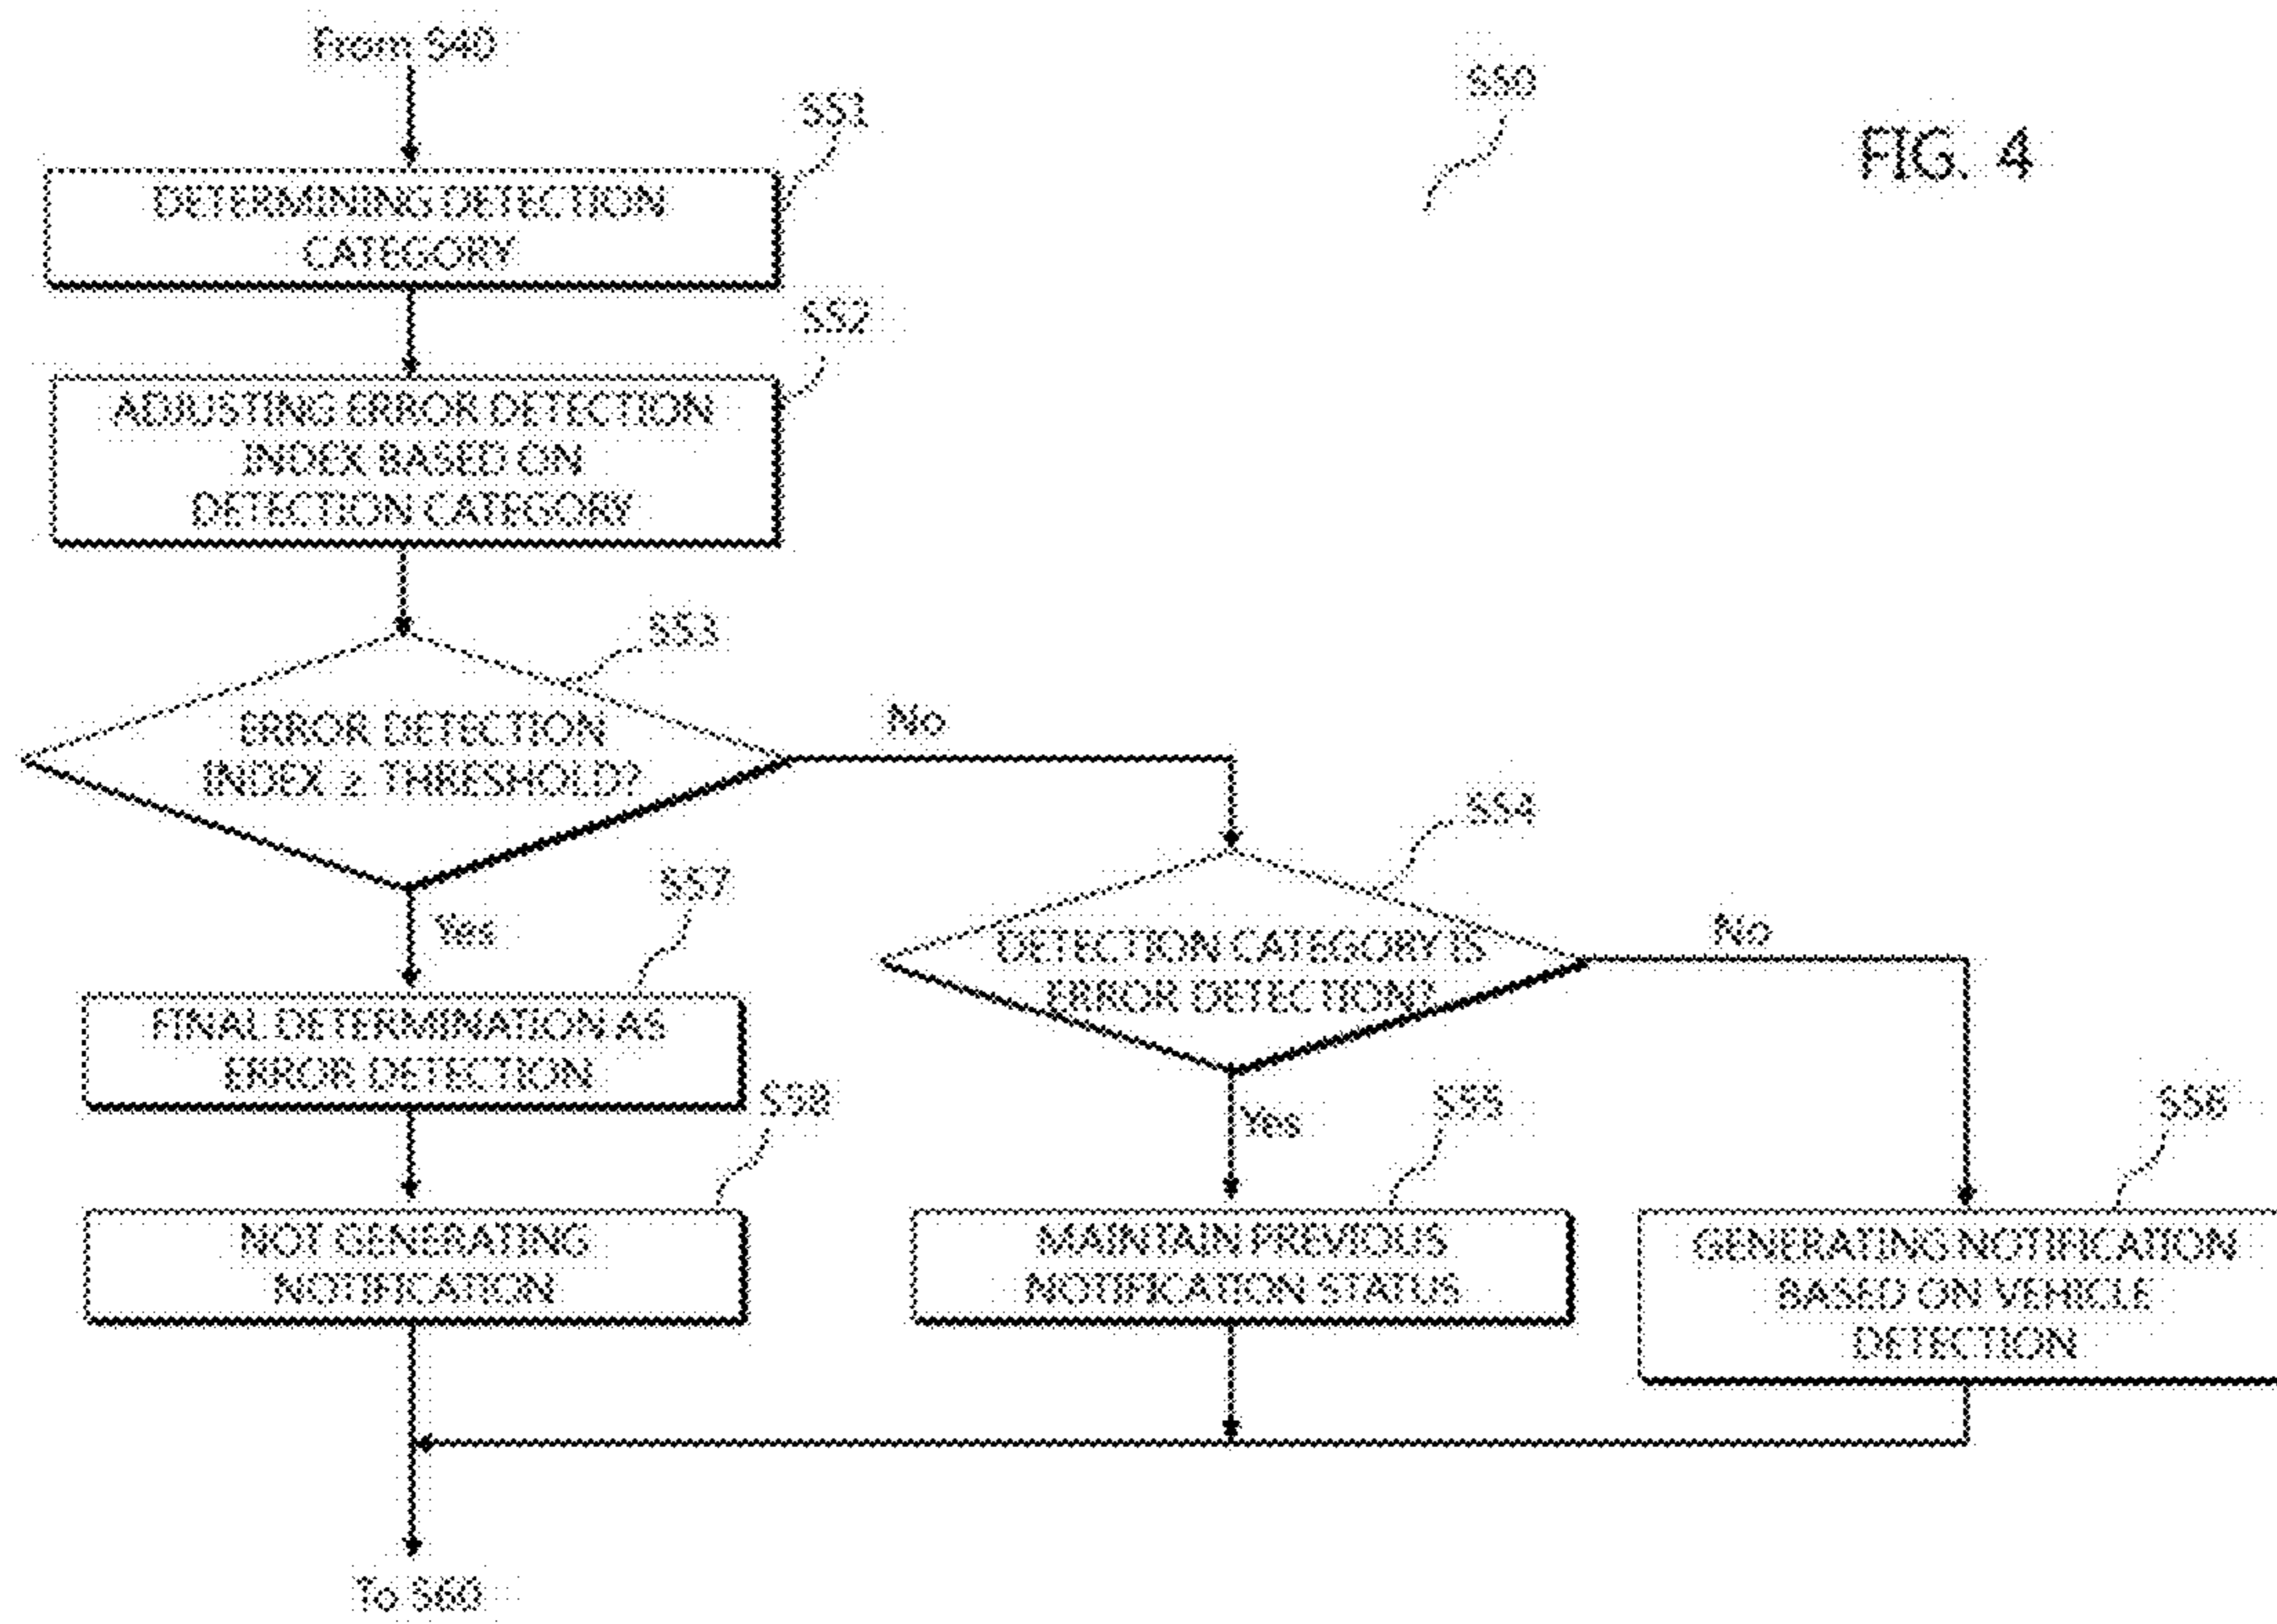 From S40
S50
FIG. 4
S51
DETERMINING DETECTION
CATEGORY
S52
ADJUSTING ERROR DETECTION
INDEX BASED ON
DETECTION CATEGORY
S53
ERROR DETECTION
INDEX ≥ THRESHOLD?
No
S54
DETECTION CATEGORY IS
ERROR DETECTION?
No
Yes
S57
FINAL DETERMINATION AS
ERROR DETECTION
Yes
S58
NOT GENERATING
NOTIFICATION
S55
MAINTAIN PREVIOUS
NOTIFICATION STATUS
S56
GENERATING NOTIFICATION
BASED ON VEHICLE
DETECTION
To S60